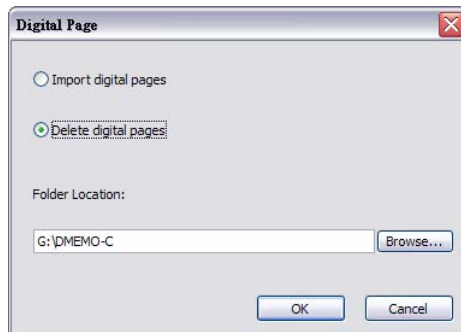 Digital Page
Import digital pages
Delete digital pages
Folder Location:
G:\DMEMO-C
Browse...
OK
Cancel